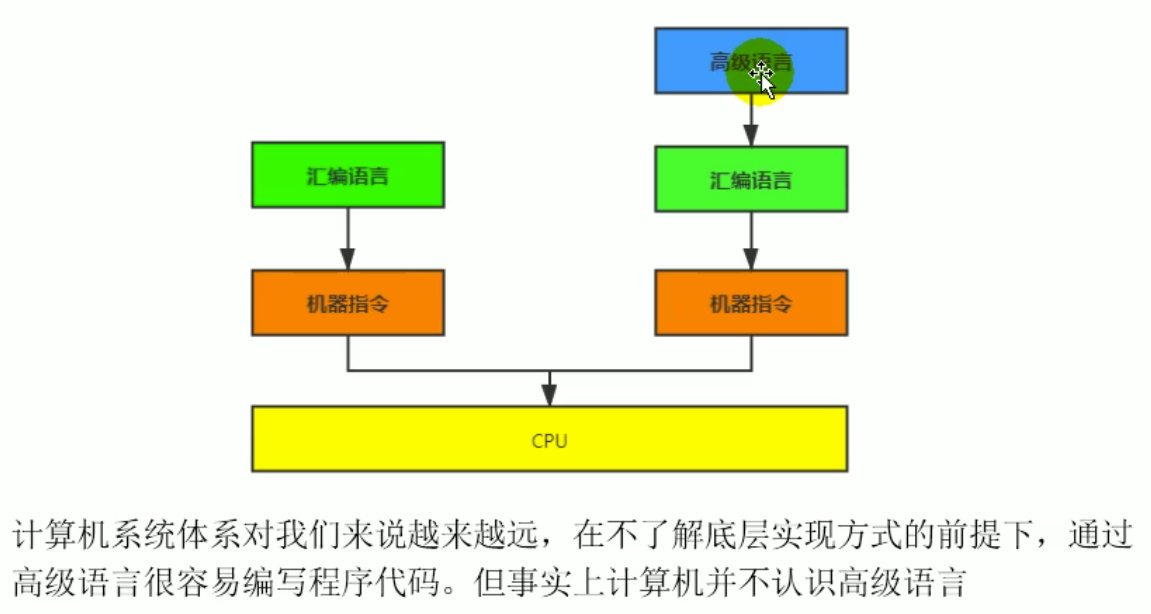 高级语言
汇编语言
汇编语言
机器指令
机器指令
CPU
计算机系统体系对我们来说越来越远，在不了解底层实现方式的前提下，通过
高级语言很容易编写程序代码。但事实上计算机并不认识高级语言